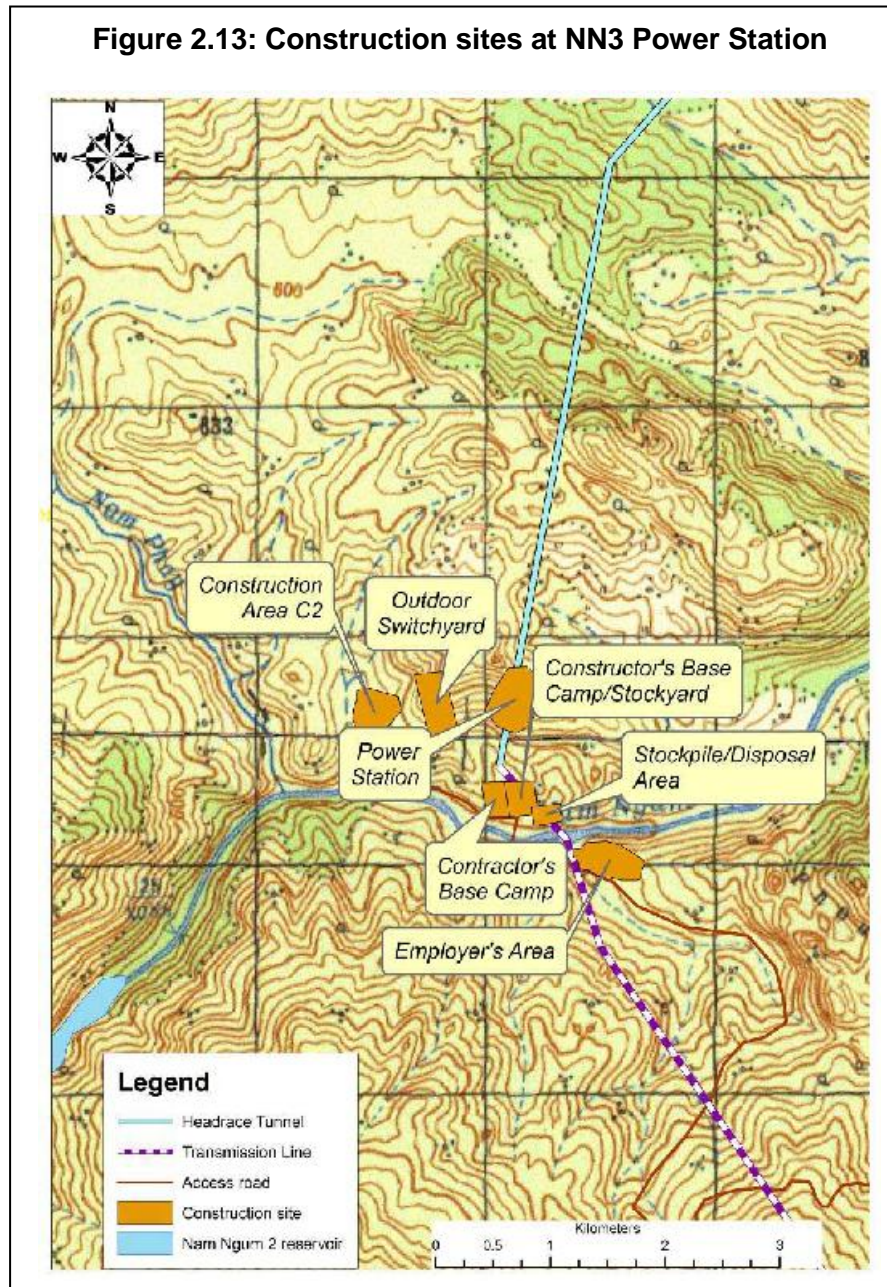 Figure 2.13: Construction sites at NN3 Power Station
N
W
E
S
600
633
Nam Phay
Construction
Area C2
Outdoor
Switchyard
Constructor's Base
Camp/Stockyard
Power
Station
Stockpile/Disposal
Area
Contractor's
Base Camp
Employer's Area
Legend
Headrace Tunnel
Transmission Line
Access road
Construction site
Nam Ngum 2 reservoir
Kilometers
0
0.5
1
2
3